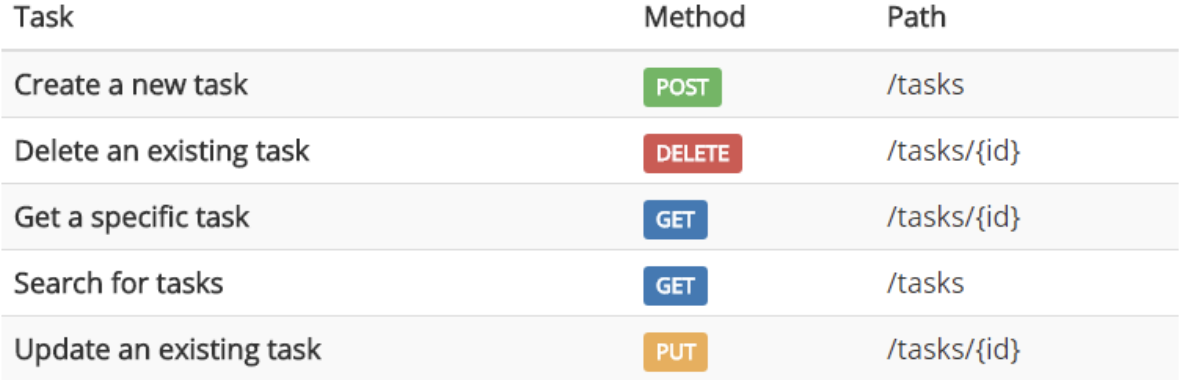 Task Method Path
Create a new task POST /tasks
Delete an existing task DELETE /tasks/{id}
Get a specific task GET /tasks/{id}
Search for tasks GET /tasks
Update an existing task PUT /tasks/{id}